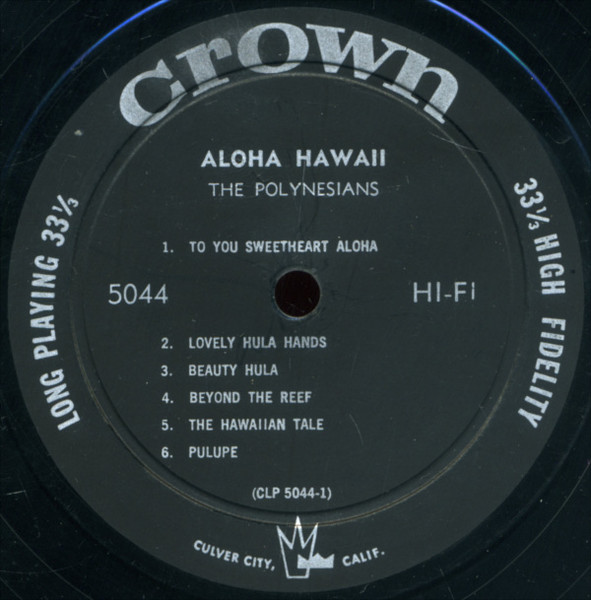 crown
ALOHA HAWAII
THE POLYNESIANS
1. TO YOU SWEETHEART ALOHA
5044
HI-FI
2. LOVELY HULA HANDS
3. BEAUTY HULA
4. BEYOND THE REEF
5. THE HAWAIIAN TALE
6. PULUPE
(CLP 5044-1)
LONG PLAYING 33⅓
33⅓ HIGH FIDELITY
CULVER CITY, CALIF.